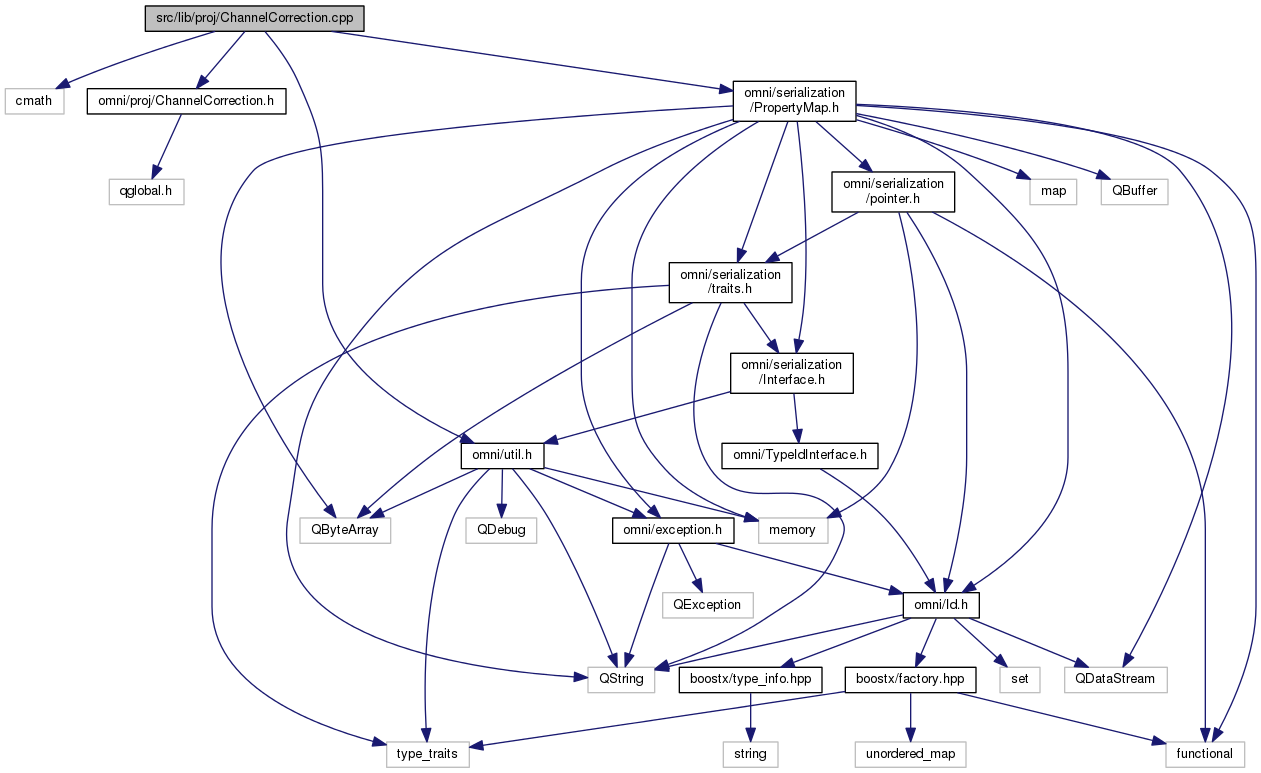 src/lib/proj/ChannelCorrection.cpp
cmath
omni/proj/ChannelCorrection.h
omni/serialization
/PropertyMap.h
qglobal.h
omni/serialization
/pointer.h
map
QBuffer
omni/serialization
/traits.h
omni/serialization
/Interface.h
omni/util.h
omni/TypeIdInterface.h
QByteArray
QDebug
omni/exception.h
memory
QException
omni/Id.h
QString
boostx/type_info.hpp
boostx/factory.hpp
set
QDataStream
type_traits
string
unordered_map
functional